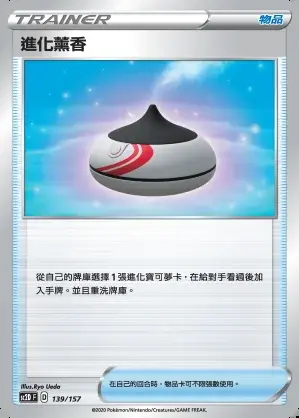 TRAINER
物品
進化薰香
從自己的牌庫選擇1張進化寶可夢卡，在給對手看過後加
入手牌。並且重洗牌庫。
Illus.Ryo Ueda
SC1D F D 139/157
在自己的回合時，物品卡可不限張數使用。
©2020 Pokémon/Nintendo/Creatures/GAME FREAK.